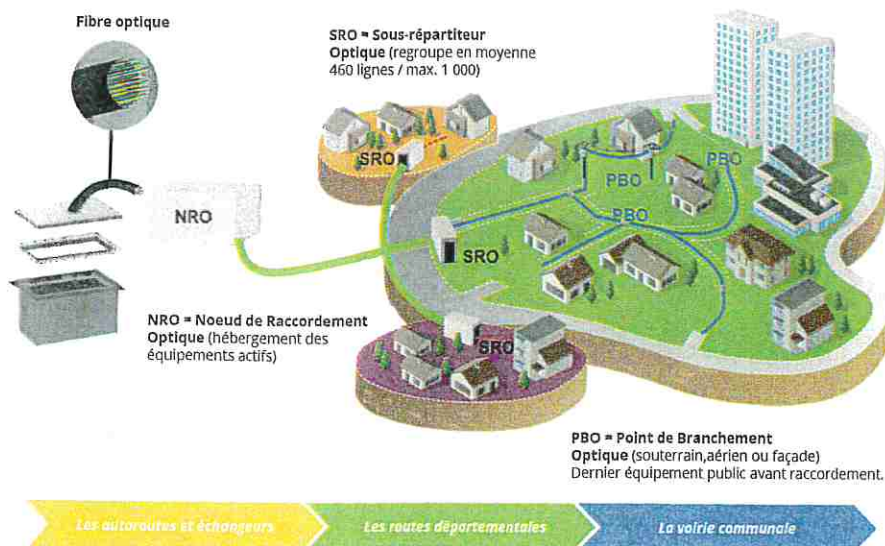 Fibre optique
SRO = Sous-répartiteur
Optique (regroupe en moyenne
460 lignes / max. 1 000)
SRO
PBO
PBO
PBO
NRO
SRO
NRO = Noeud de Raccordement
Optique (hébergement des
équipements actifs)
SRO
PBO = Point de Branchement
Optique (souterrain,aérien ou façade)
Dernier équipement public avant raccordement.
Les autoroutes et échangeurs
Les routes départementales
La voirie communale